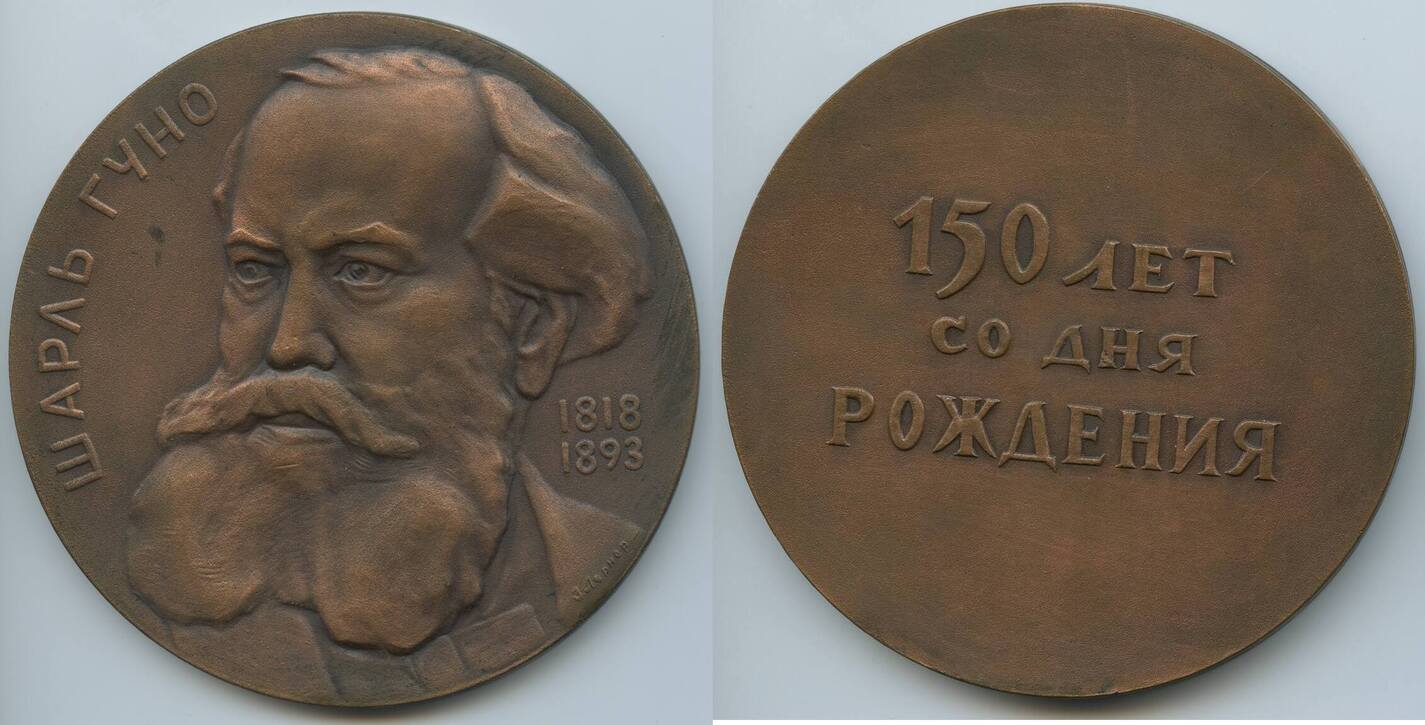 ШАРЛЬ ГУНО
1818
1893
150 ЛЕТ
СО ДНЯ
РОЖДЕНИЯ